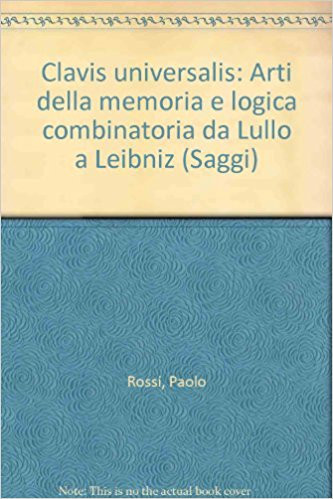 Clavis universalis: Arti
della memoria e logica
combinatoria da Lullo
a Leibniz (Saggi)
Rossi, Paolo
Note: This is no the actual book cover